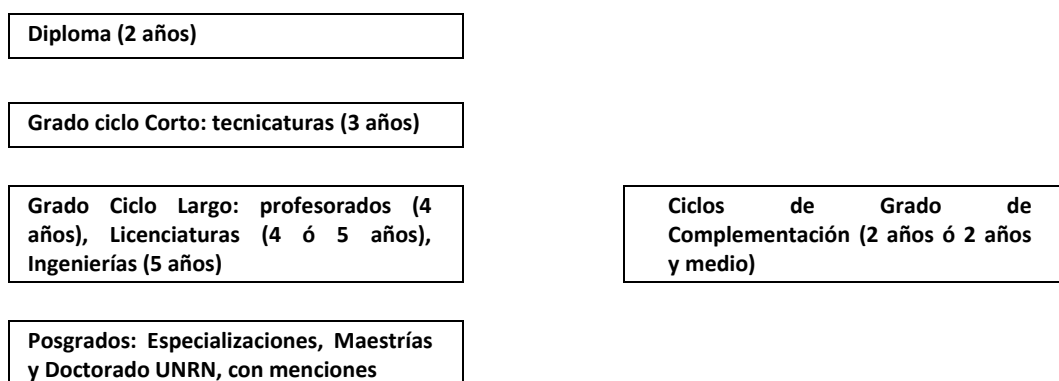 Diploma (2 años)
Grado ciclo Corto: tecnicaturas (3 años)
Grado Ciclo Largo: profesorados (4
años), Licenciaturas (4 ó 5 años),
Ingenierías (5 años)
Ciclos de Grado de
Complementación (2 años ó 2 años
y medio)
Posgrados: Especializaciones, Maestrías
y Doctorado UNRN, con menciones